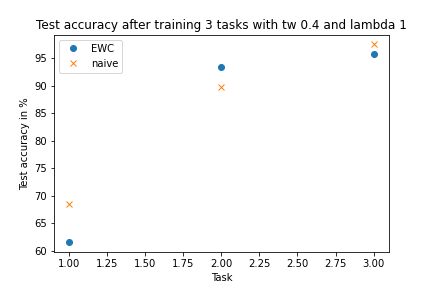 Test accuracy after training 3 tasks with tw 0.4 and lambda 1
EWC
naive
95
90
85
80
75
70
65
60
Test accuracy in %
1.00 1.25 1.50 1.75 2.00 2.25 2.50 2.75 3.00
Task